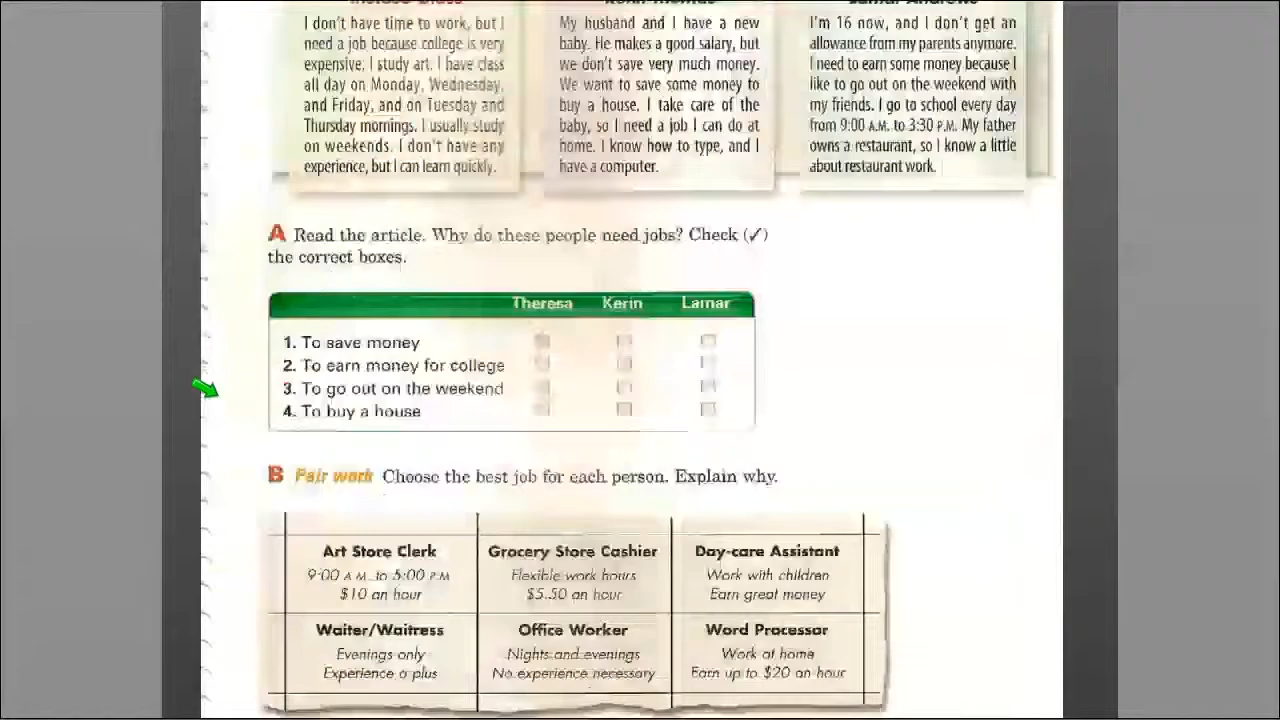 I don't have time to work, but I
need a job because college is very
expensive. I study art. I have class
all day on Monday, Wednesday,
and Friday, and on Tuesday and
Thursday mornings. I usually study
on weekends. I don't have any
experience, but I can learn quickly.
My husband and I have a new
baby. He makes a good salary, but
we don't save very much money.
We want to save some money to
buy a house. I take care of the
baby, so I need a job I can do at
home. I know how to type, and I
have a computer.
I'm 16 now, and I don't get an
allowance from my parents anymore.
I need to earn some money because I
like to go out on the weekend with
my friends. I go to school every day
from 9:00 A.M. to 3:30 P.M. My father
owns a restaurant, so I know a little
about restaurant work.
A Read the article. Why do these people need jobs? Check (✓)
the correct boxes.
Theresa Kerin Lamar
1. To save money
2. To earn money for college
3. To go out on the weekend
4. To buy a house
B Pair work Choose the best job for each person. Explain why.
Art Store Clerk
9:00 A.M. to 5:00 P.M.
$10 an hour
Grocery Store Cashier
Flexible work hours
$5.50 an hour
Day-care Assistant
Work with children
Earn great money
Waiter/Waitress
Evenings only
Experience a plus
Office Worker
Nights and evenings
No experience necessary
Word Processor
Work at home
Earn up to $20 an hour